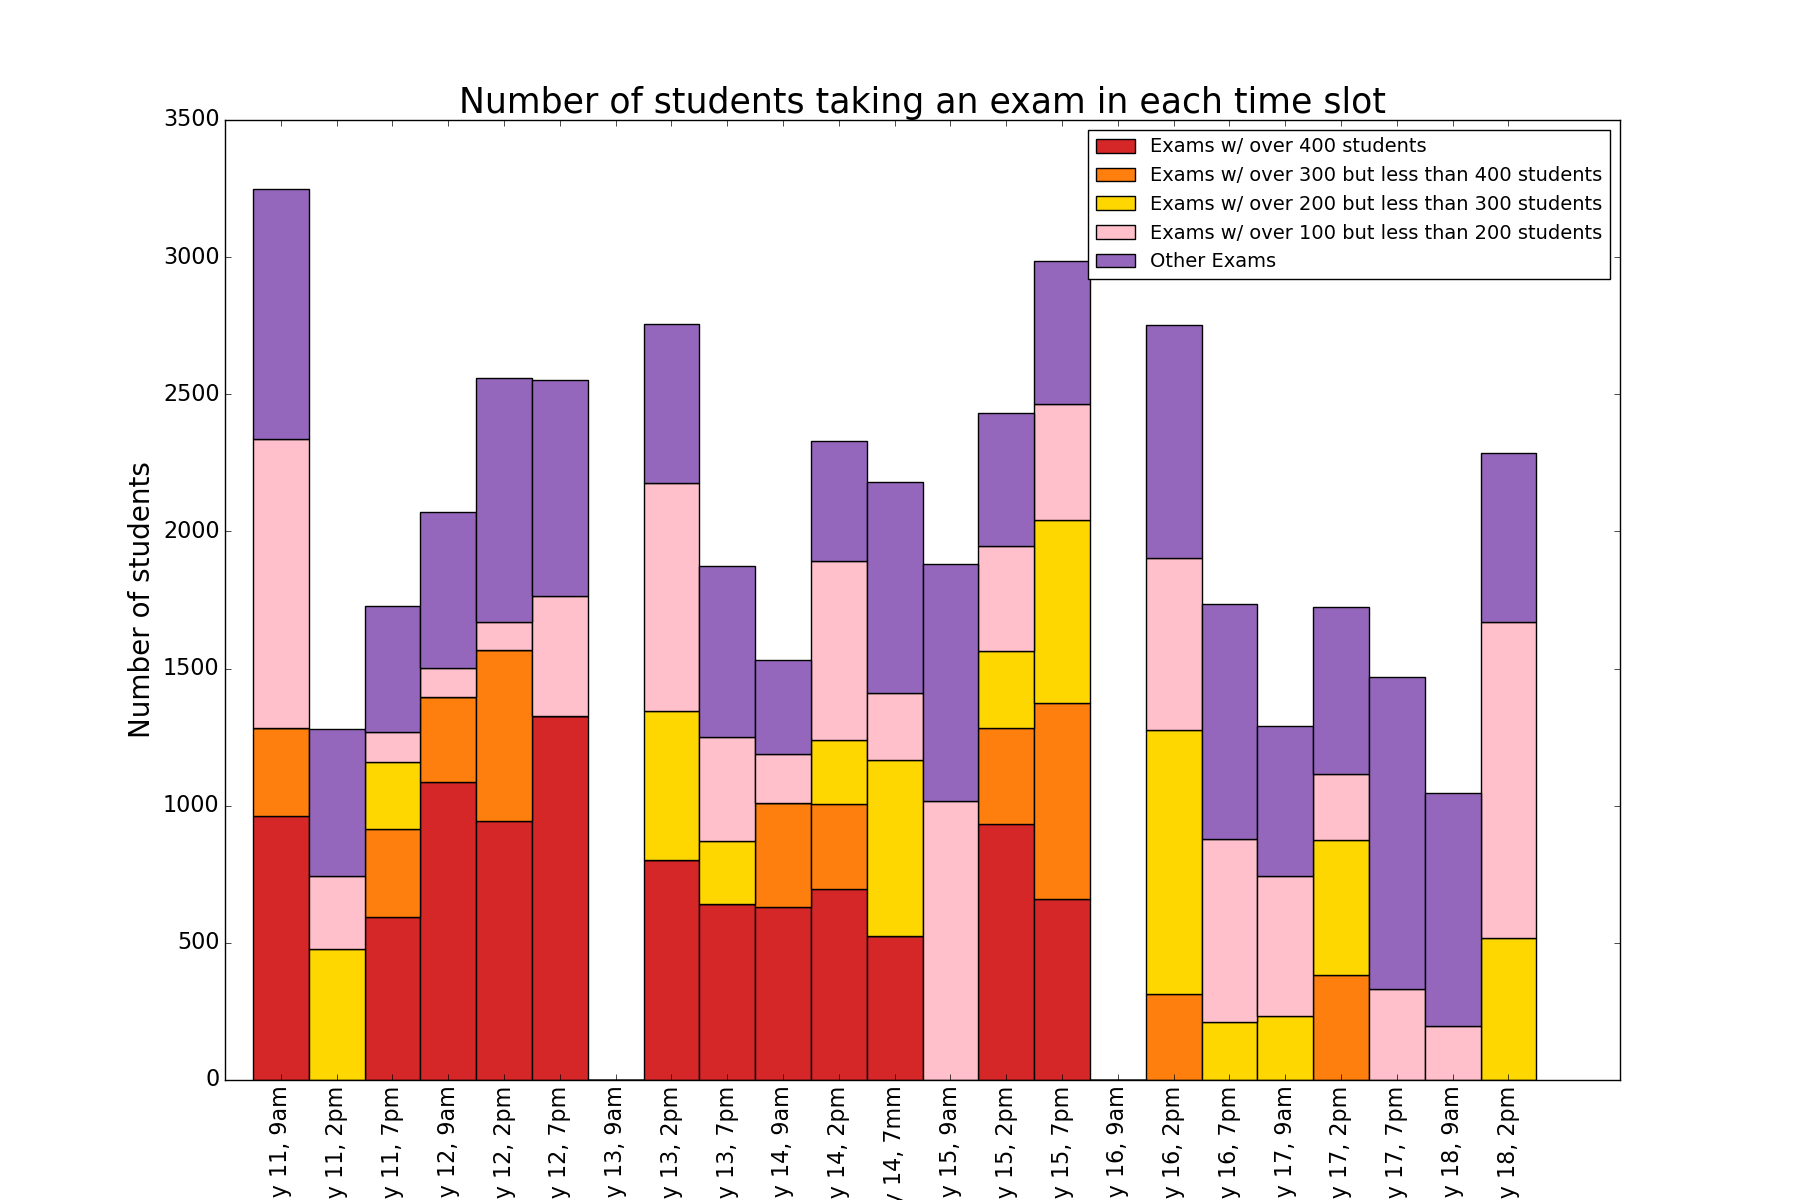 Number of students taking an exam in each time slot
Number of students
3500
3000
2500
2000
1500
1000
500
0
Exams w/ over 400 students
Exams w/ over 300 but less than 400 students
Exams w/ over 200 but less than 300 students
Exams w/ over 100 but less than 200 students
Other Exams
y 11, 9am
y 11, 2pm
y 11, 7pm
y 12, 9am
y 12, 2pm
y 12, 7pm
y 13, 9am
y 13, 2pm
y 13, 7pm
y 14, 9am
y 14, 2pm
y 14, 7mm
y 15, 9am
y 15, 2pm
y 15, 7pm
y 16, 9am
y 16, 2pm
y 16, 7pm
y 17, 9am
y 17, 2pm
y 17, 7pm
y 18, 9am
y 18, 2pm